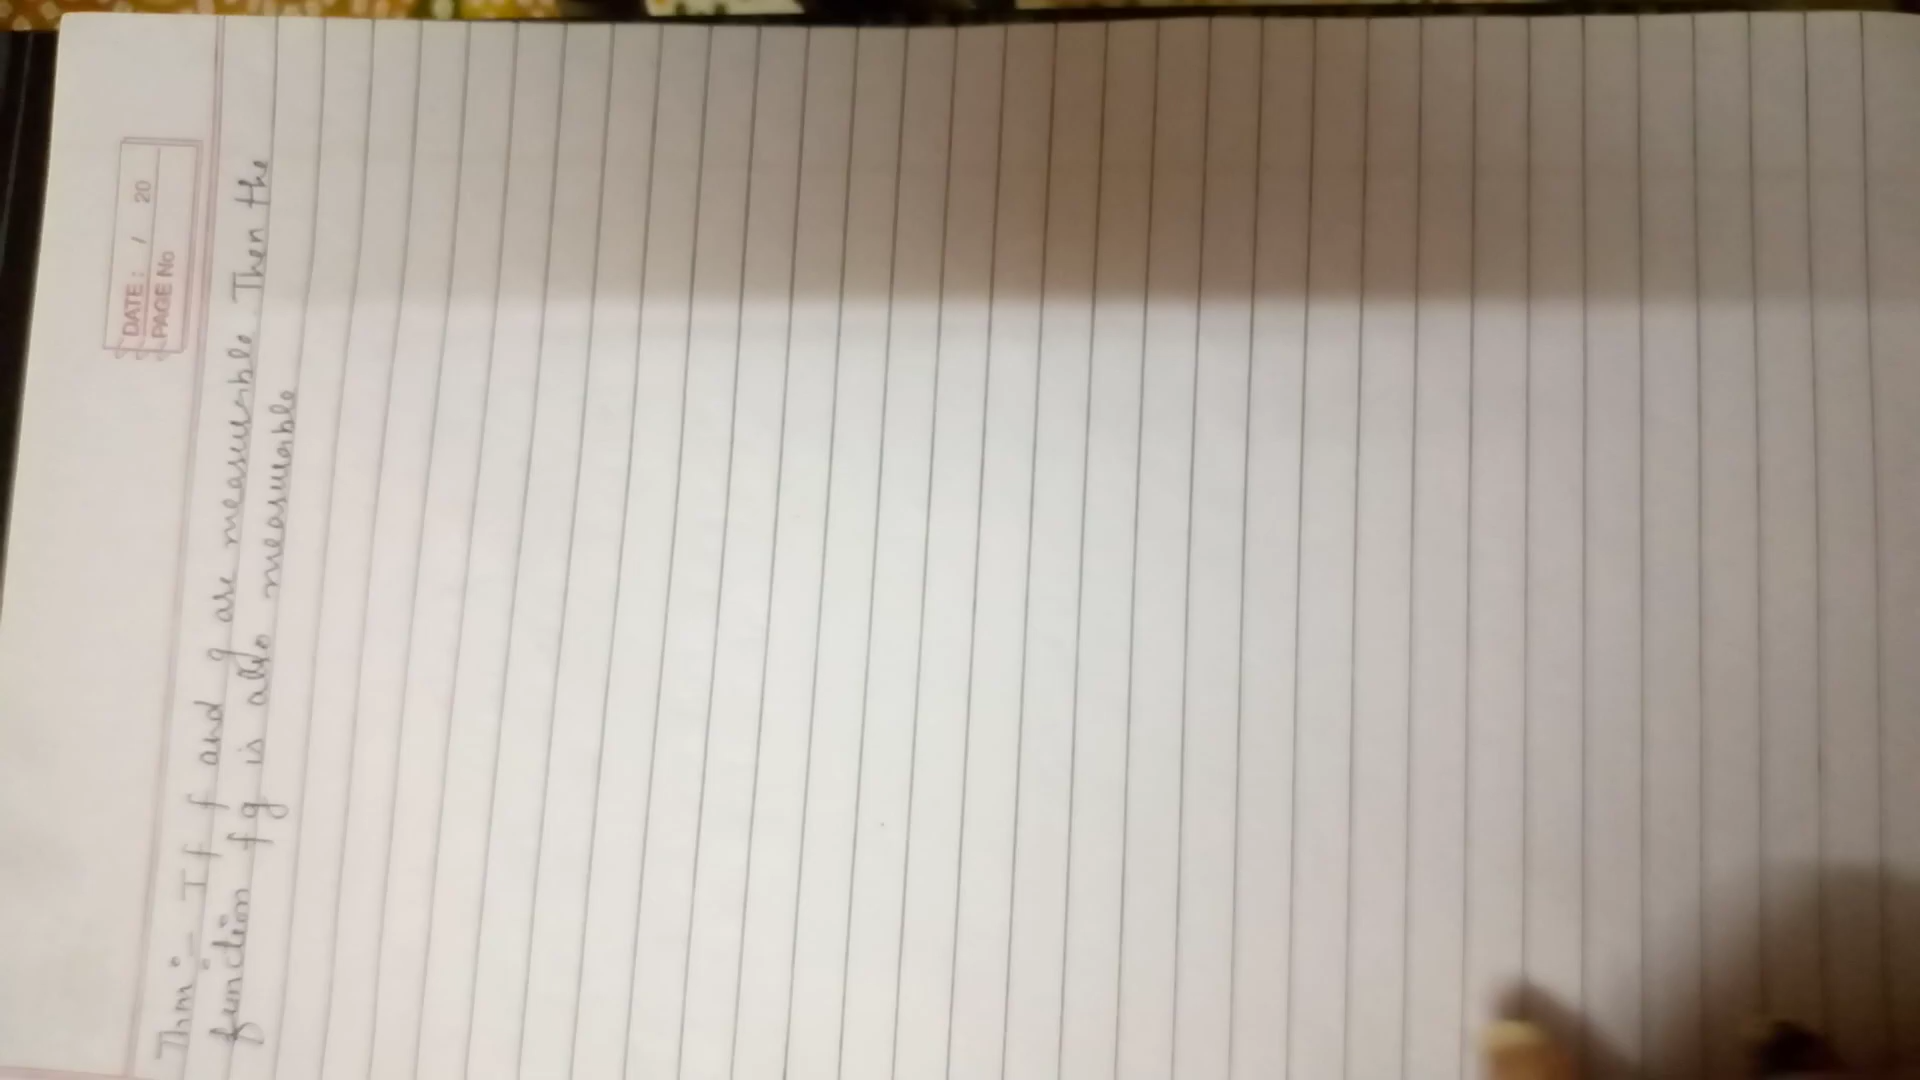 DATE: / 20
PAGE No
Thm:- If f and g are measurable. Then the
function fg is also measurable